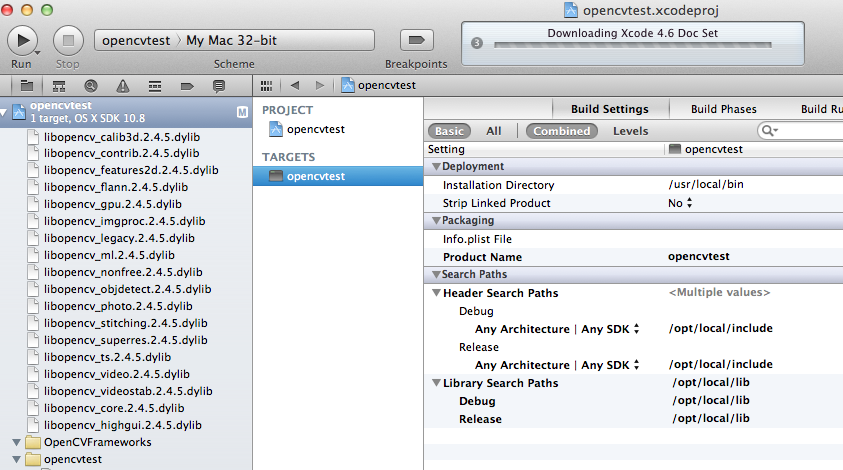 opencvtest.xcodeproj
Run
Stop
opencvtest
My Mac 32-bit
Scheme
Breakpoints
3
Downloading Xcode 4.6 Doc Set
opencvtest
opencvtest
1 target, OS X SDK 10.8
M
libopencv_calib3d.2.4.5.dylib
libopencv_contrib.2.4.5.dylib
libopencv_features2d.2.4.5.dylib
libopencv_flann.2.4.5.dylib
libopencv_gpu.2.4.5.dylib
libopencv_imgproc.2.4.5.dylib
libopencv_legacy.2.4.5.dylib
libopencv_ml.2.4.5.dylib
libopencv_nonfree.2.4.5.dylib
libopencv_objdetect.2.4.5.dylib
libopencv_photo.2.4.5.dylib
libopencv_stitching.2.4.5.dylib
libopencv_superres.2.4.5.dylib
libopencv_ts.2.4.5.dylib
libopencv_video.2.4.5.dylib
libopencv_videostab.2.4.5.dylib
libopencv_core.2.4.5.dylib
libopencv_highgui.2.4.5.dylib
OpenCVFrameworks
opencvtest
PROJECT
opencvtest
TARGETS
opencvtest
Build Settings
Build Phases
Build Ru
Basic
All
Combined
Levels
Setting
opencvtest
Deployment
Installation Directory
/usr/local/bin
Strip Linked Product
No
Packaging
Info.plist File
Product Name
opencvtest
Search Paths
Header Search Paths
<Multiple values>
Debug
Any Architecture | Any SDK
/opt/local/include
Release
Any Architecture | Any SDK
/opt/local/include
Library Search Paths
/opt/local/lib
Debug
/opt/local/lib
Release
/opt/local/lib